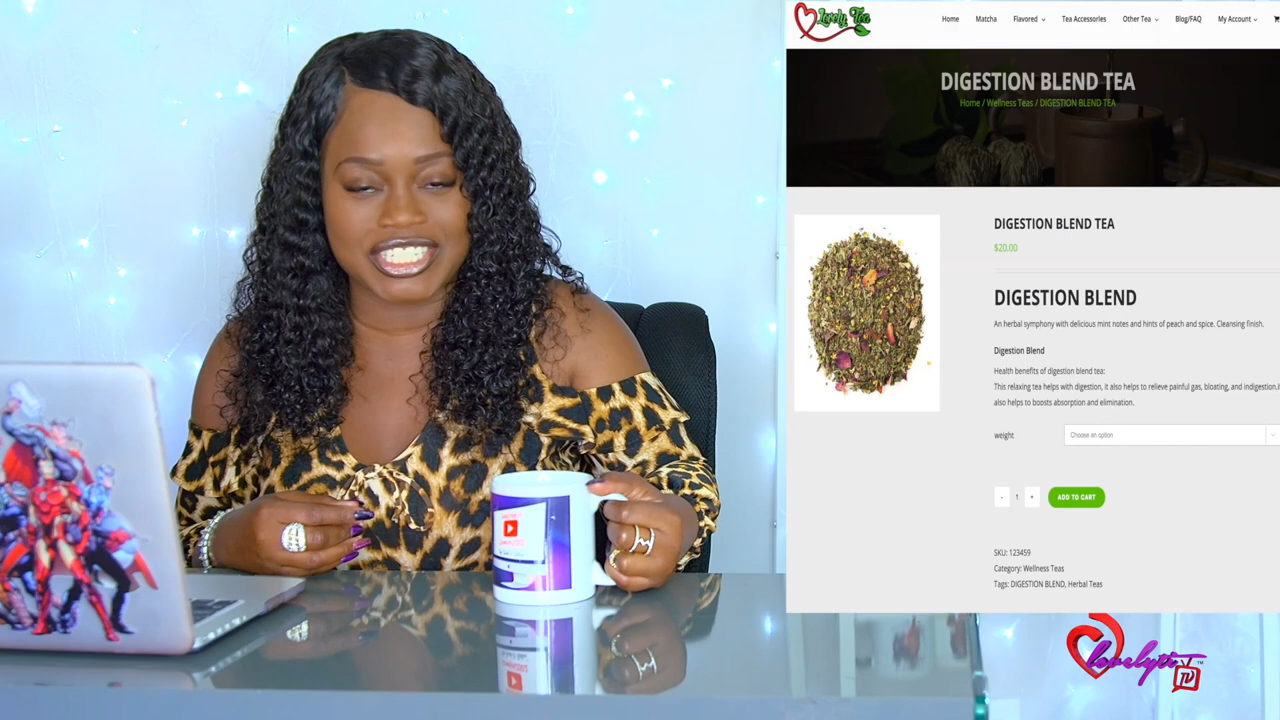 Lovely Tea
Home Matcha Flavored Tea Accessories Other Tea Blog/FAQ My Account
DIGESTION BLEND TEA
Home / Wellness Teas / DIGESTION BLEND TEA
DIGESTION BLEND TEA
$20.00
DIGESTION BLEND
An herbal symphony with delicious mint notes and hints of peach and spice. Cleansing finish.
Digestion Blend
Health benefits of digestion blend tea:
This relaxing tea helps with digestion, it also helps to relieve painful gas, bloating, and indigestion.
also helps to boosts absorption and elimination.
weight
Choose an option
- 1 +
ADD TO CART
SKU: 123459
Category: Wellness Teas
Tags: DIGESTION BLEND, Herbal Teas
lovelyti
TV